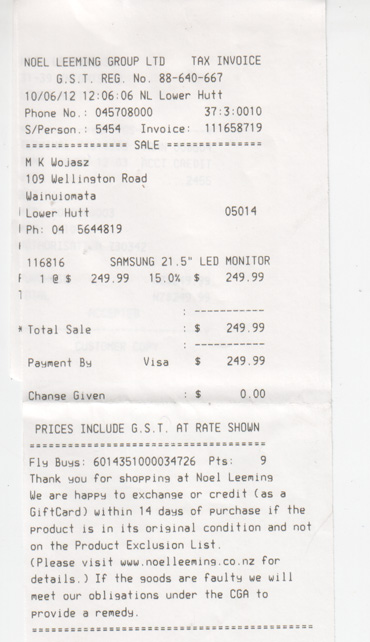 NOEL LEEMING GROUP LTD TAX INVOICE
G.S.T. REG. No. 88-640-667
10/06/12 12:06:06 NL Lower Hutt
Phone No.: 045708000 37:3:0010
S/Person.: 5454 Invoice: 111658719
================ SALE ================
M K Wojasz
109 Wellington Road
Wainuiomata
Lower Hutt 05014
Ph: 04 5644819
116816 SAMSUNG 21.5" LED MONITOR
1 @ $ 249.99 15.0% $ 249.99
: -----------
* Total Sale : $ 249.99
: -----------
Payment By Visa $ 249.99
Change Given : $ 0.00
PRICES INCLUDE G.S.T. AT RATE SHOWN
=====================================
Fly Buys: 6014351000034726 Pts: 9
Thank you for shopping at Noel Leeming
We are happy to exchange or credit (as a
GiftCard) within 14 days of purchase if the
product is in its original condition and not
on the Product Exclusion List.
(Please visit www.noelleeming.co.nz for
details.) If the goods are faulty we will
meet our obligations under the CGA to
provide a remedy.
============================================